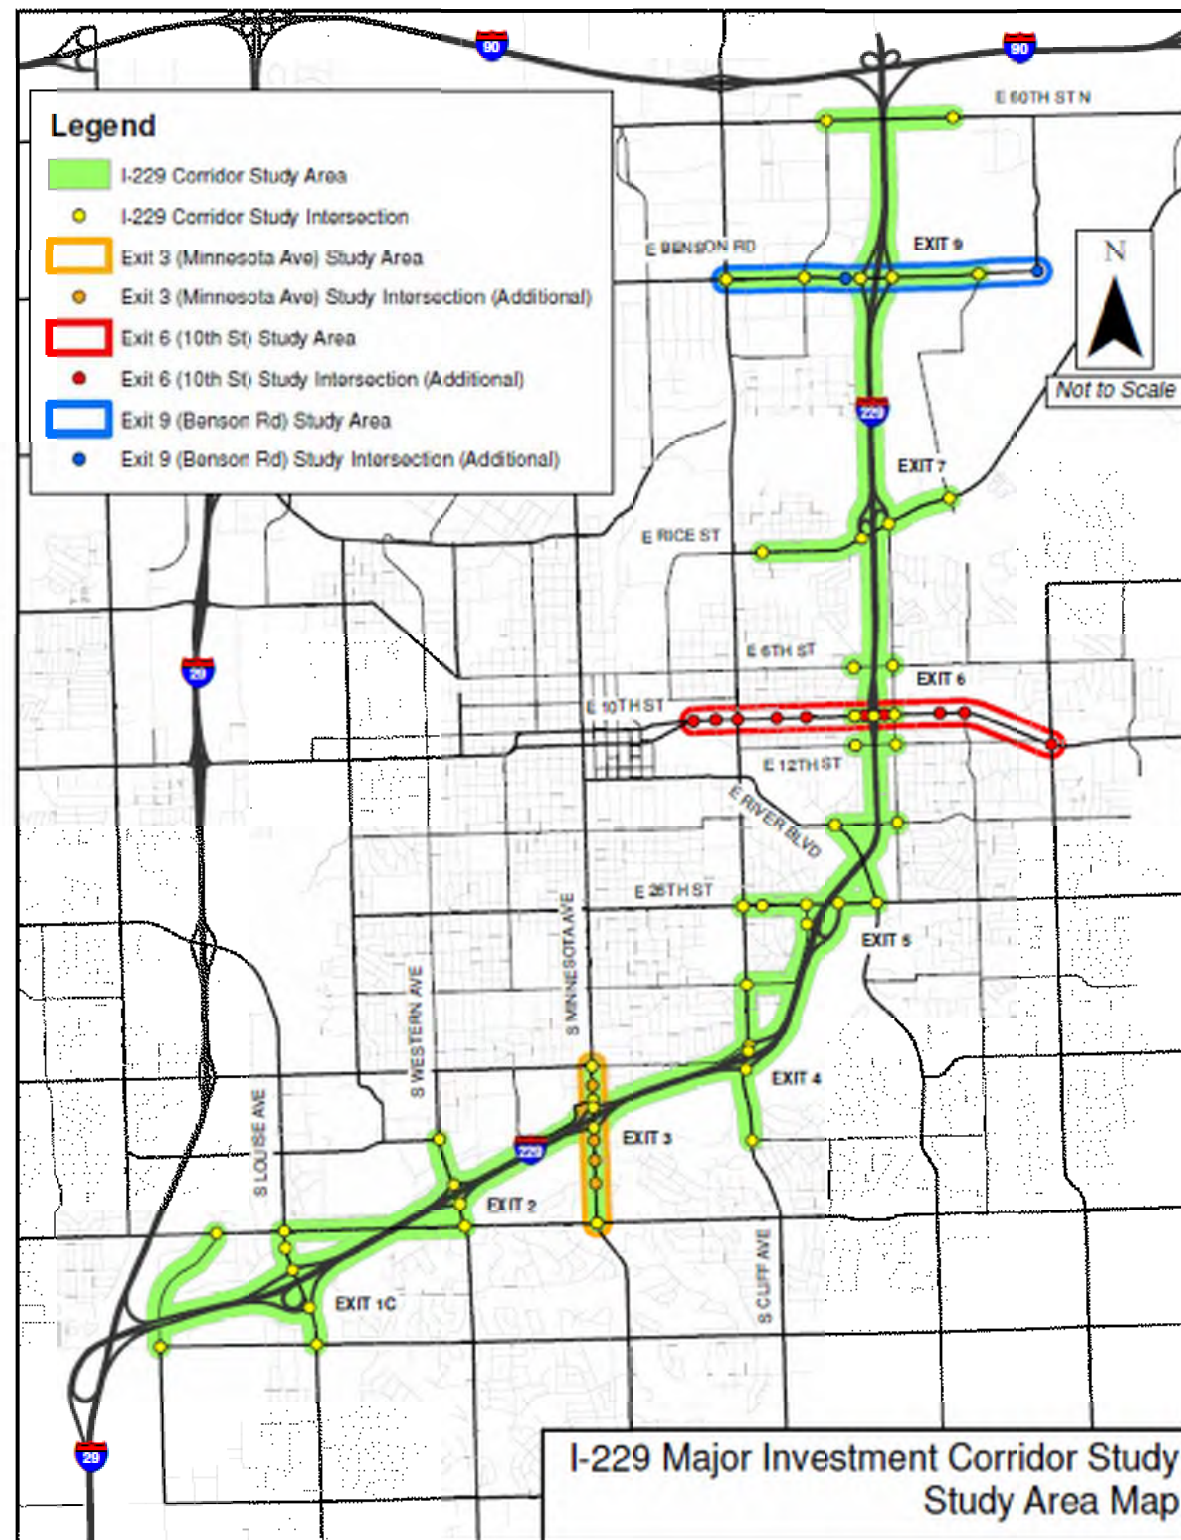 90
90
E 60TH ST N
Legend
I-229 Corridor Study Area
I-229 Corridor Study Intersection
Exit 3 (Minnesota Ave) Study Area
Exit 3 (Minnesota Ave) Study Intersection (Additional)
Exit 6 (10th St) Study Area
Exit 6 (10th St) Study Intersection (Additional)
Exit 9 (Benson Rd) Study Area
Exit 9 (Benson Rd) Study Intersection (Additional)
E BENSON RD
EXIT 9
N
Not to Scale
229
EXIT 7
E RICE ST
E 6TH ST
29
EXIT 6
E 10TH ST
E 12TH ST
E RIVER BLVD
E 26TH ST
EXIT 5
S MINNESOTA AVE
S WESTERN AVE
EXIT 4
S LOUISE AVE
EXIT 3
229
EXIT 2
S CLIFF AVE
EXIT 1C
29
I-229 Major Investment Corridor Study
Study Area Map